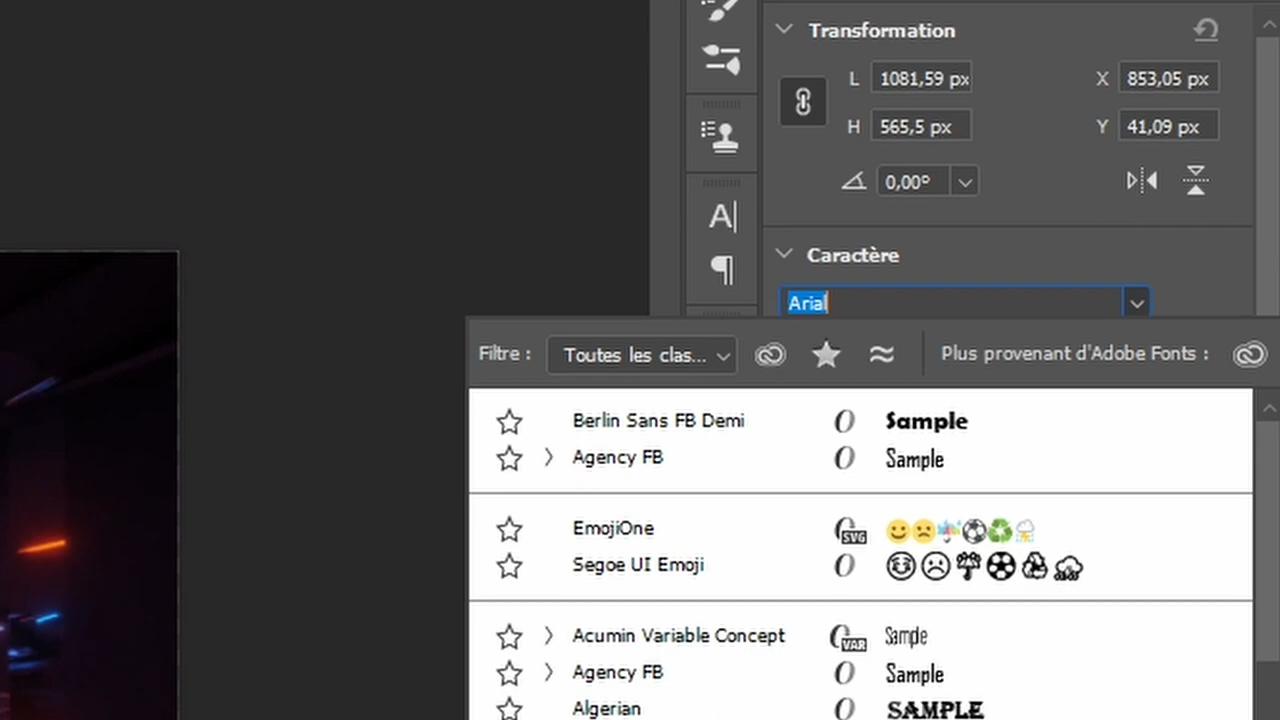 Transformation
L 1081,59 px X 853,05 px
H 565,5 px Y 41,09 px
0,00°
A
Caractère
Arial
Filtre : Toutes les clas... Plus provenant d'Adobe Fonts :
Berlin Sans FB Demi O Sample
Agency FB O Sample
EmojiOne SVG
Segoe UI Emoji O
Acumin Variable Concept VAR Sample
Agency FB O Sample
Algerian O SAMPLE